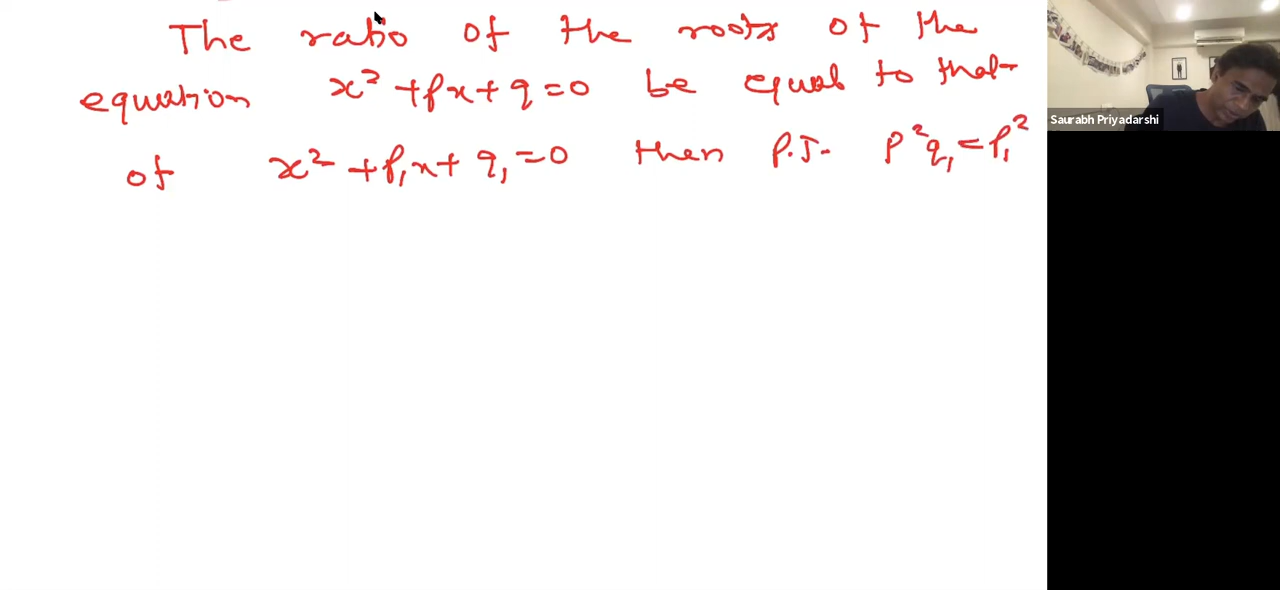 The ratio of the roots of the
equation x² + px + q = 0 be equal to that
of x² + p₁x + q₁ = 0 then P.T. p²q₁ = p₁²
Saurabh Priyadarshi